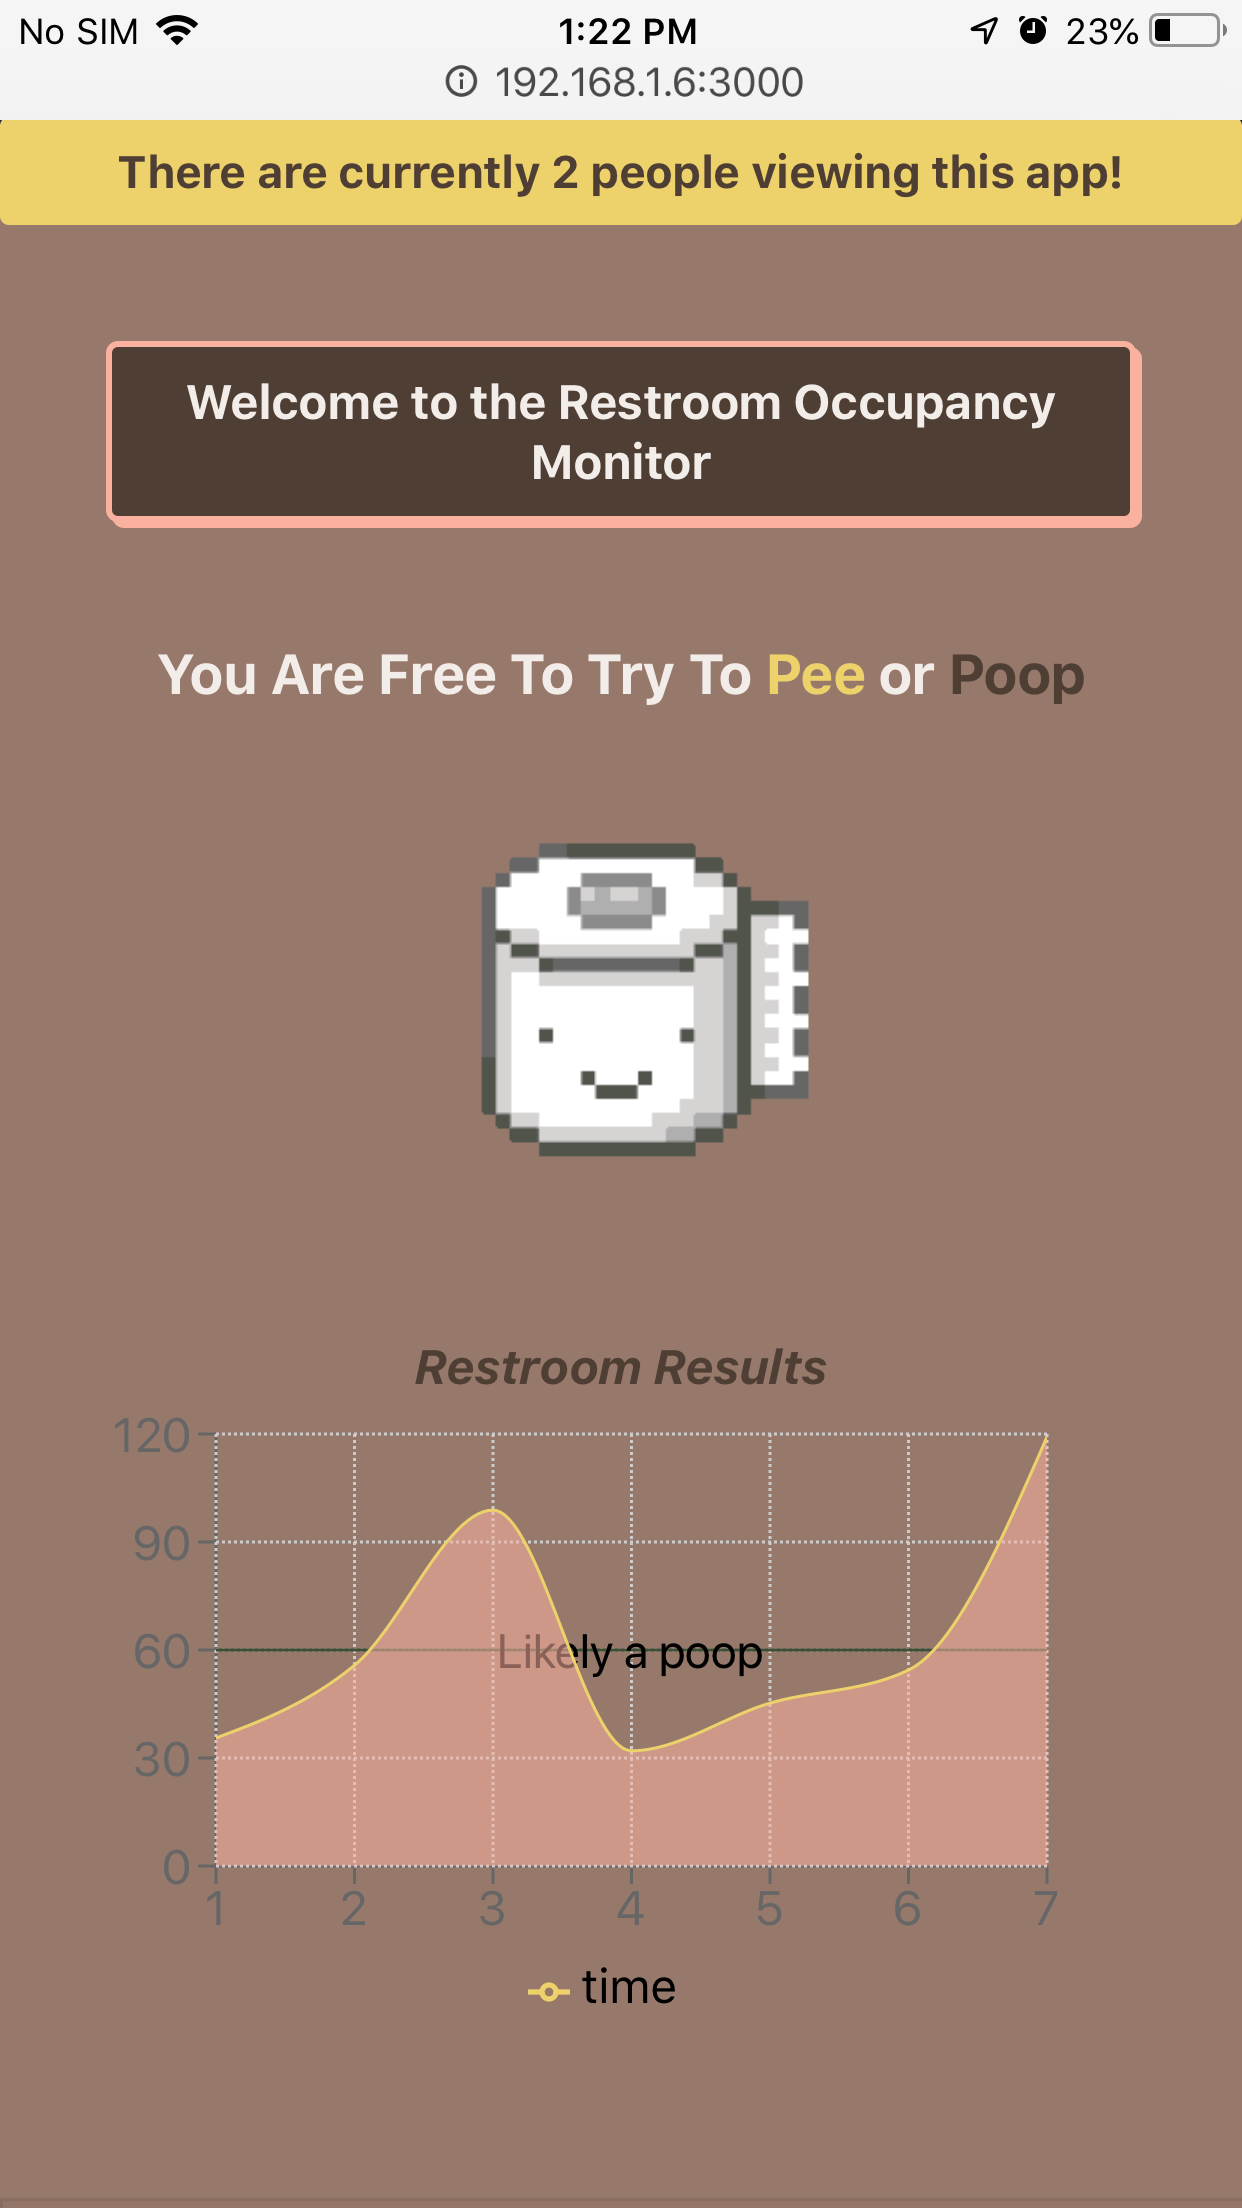 No SIM 1:22 PM 23%
192.168.1.6:3000
There are currently 2 people viewing this app!
Welcome to the Restroom Occupancy
Monitor
You Are Free To Try To Pee or Poop
Restroom Results
120
90
60
Likely a poop
30
0
1 2 3 4 5 6 7
time